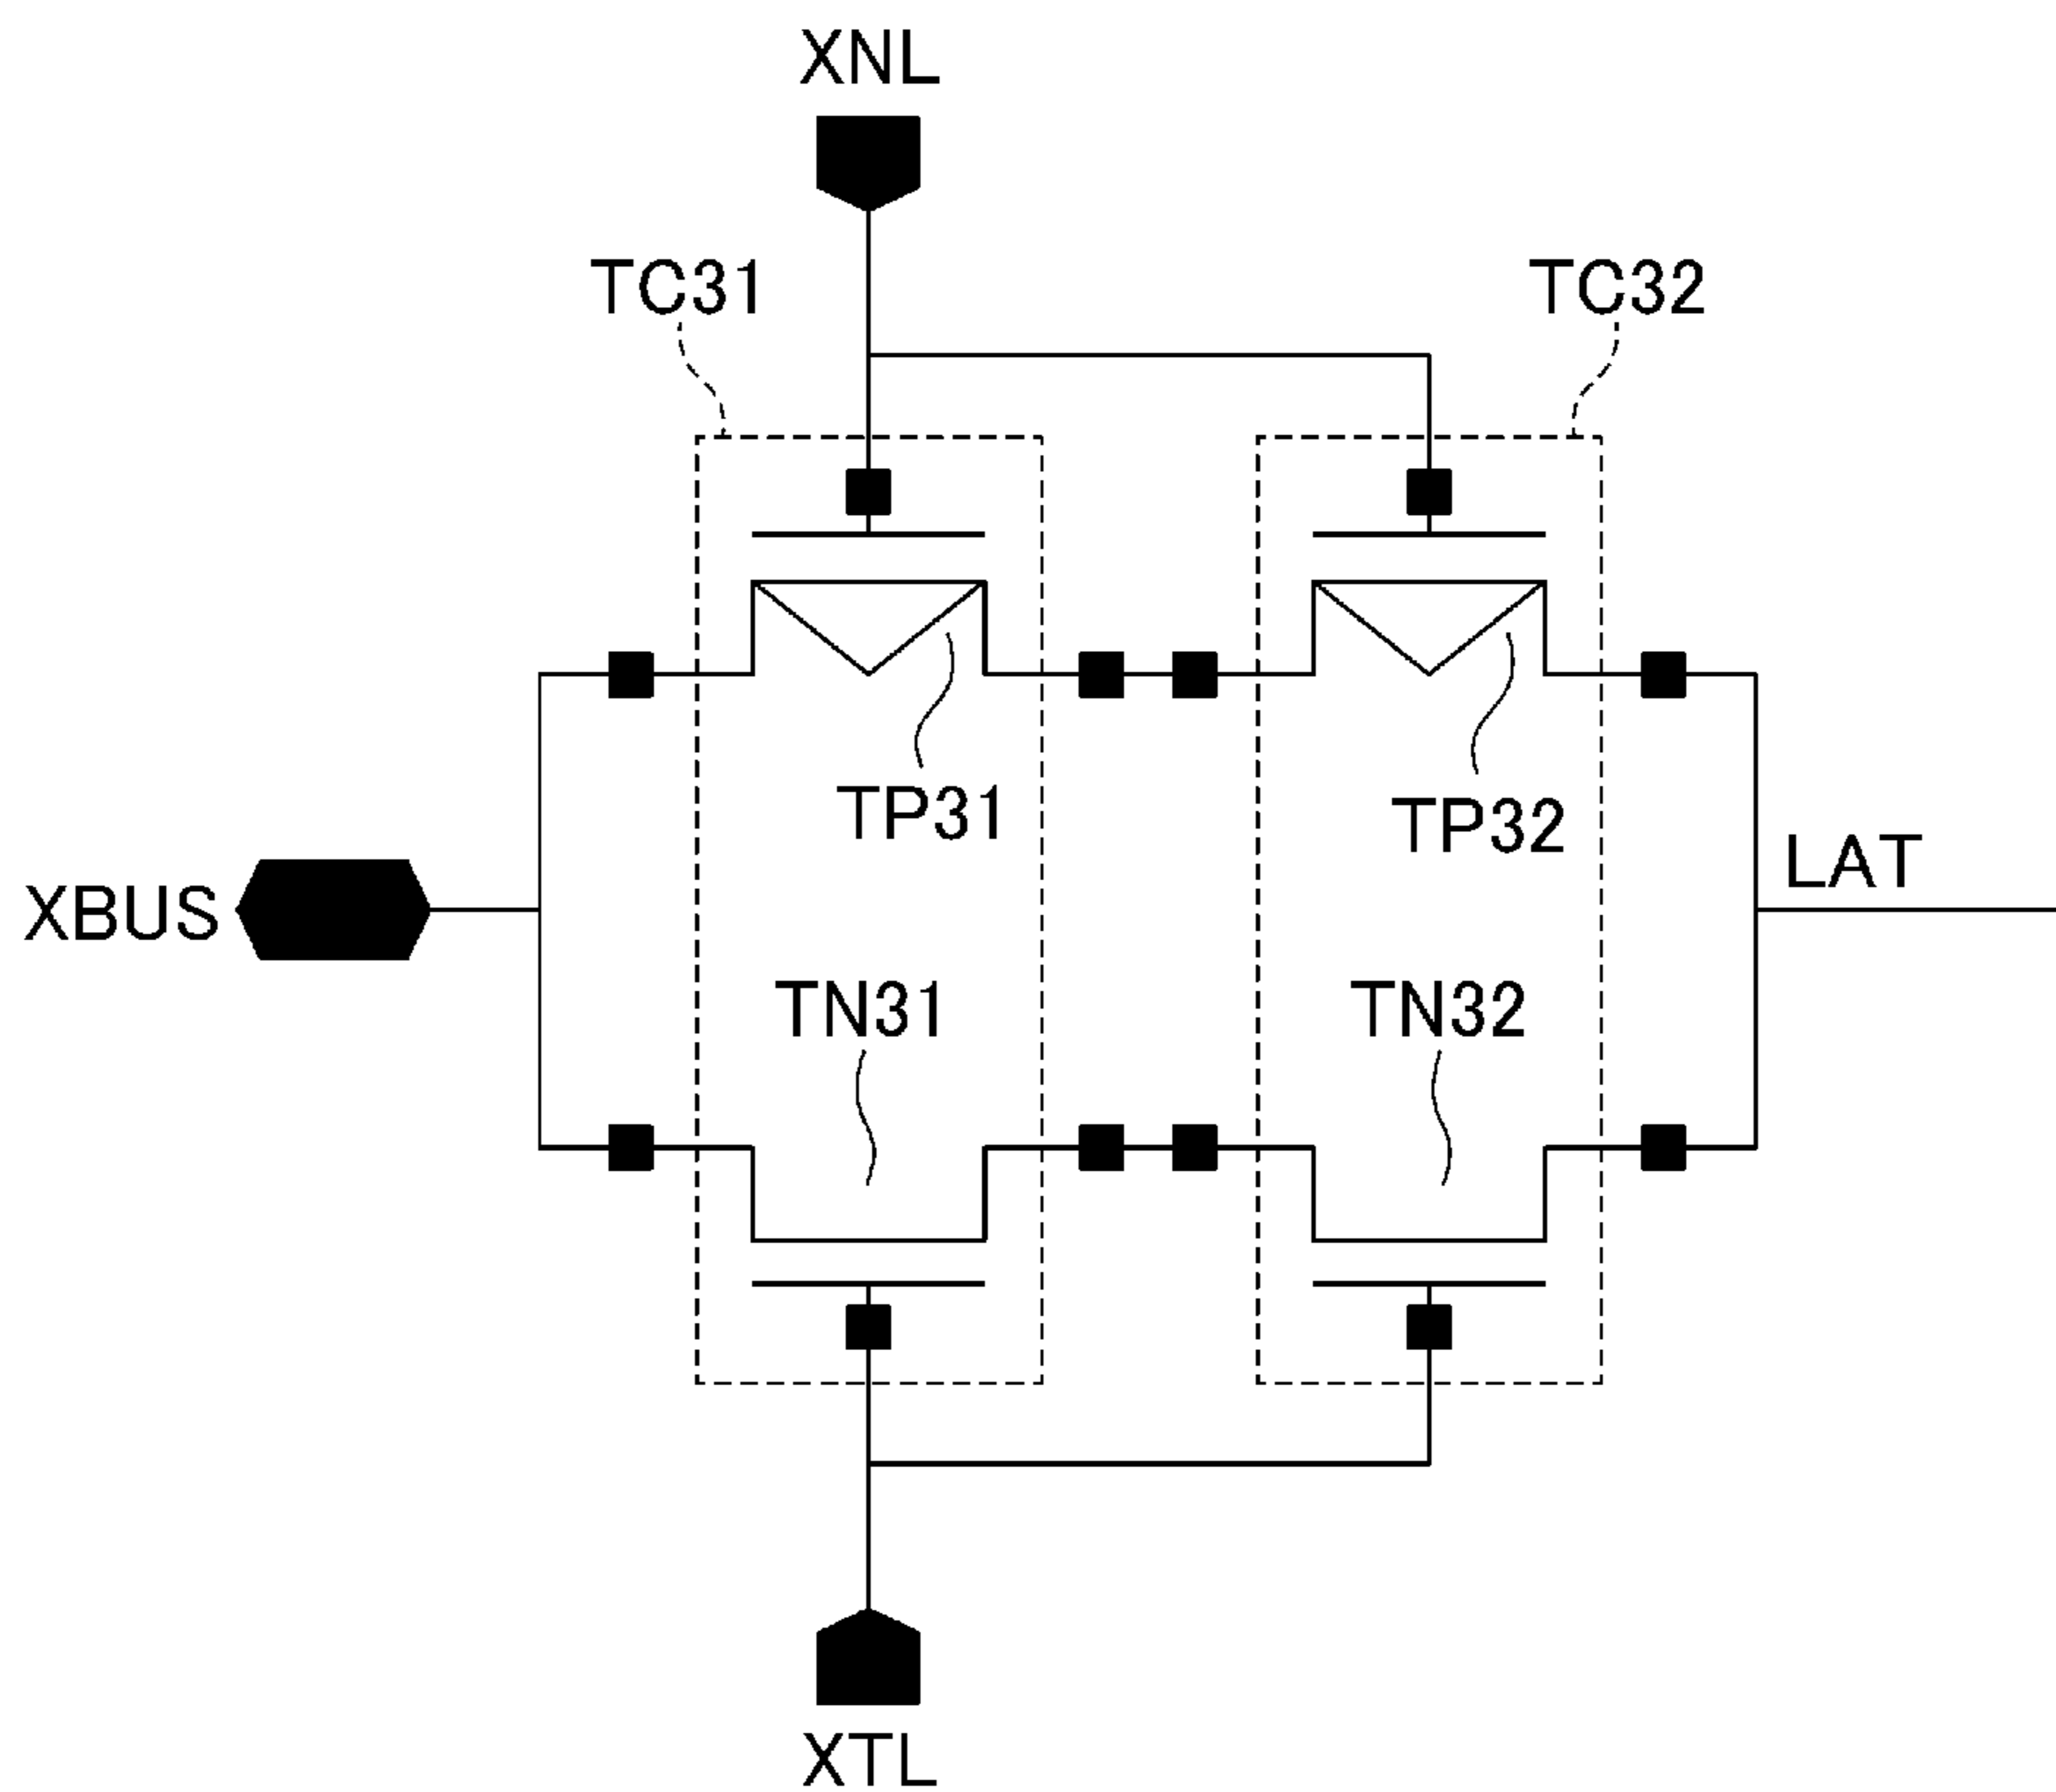 XNL
TC31
TC32
TP31
TP32
LAT
XBUS
TN31
TN32
XTL